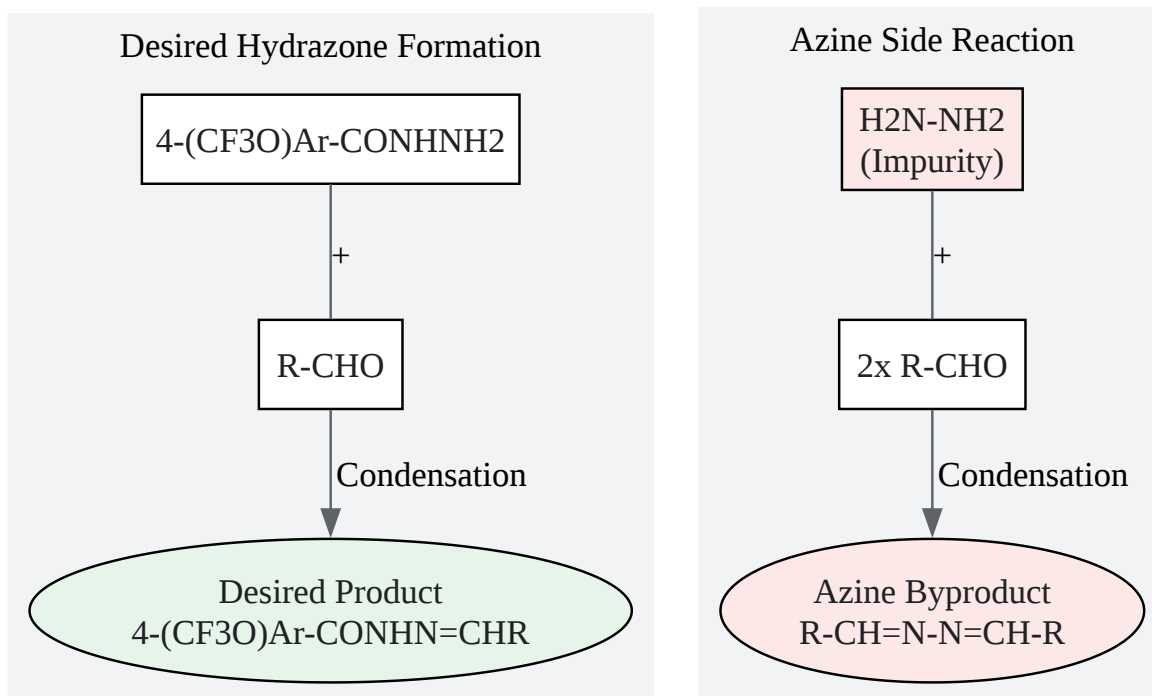 Desired Hydrazone Formation
4-(CF3O)Ar-CONHNH2
+
R-CHO
Condensation
Desired Product
4-(CF3O)Ar-CONHN=CHR
Azine Side Reaction
H2N-NH2
(Impurity)
+
2x R-CHO
Condensation
Azine Byproduct
R-CH=N-N=CH-R